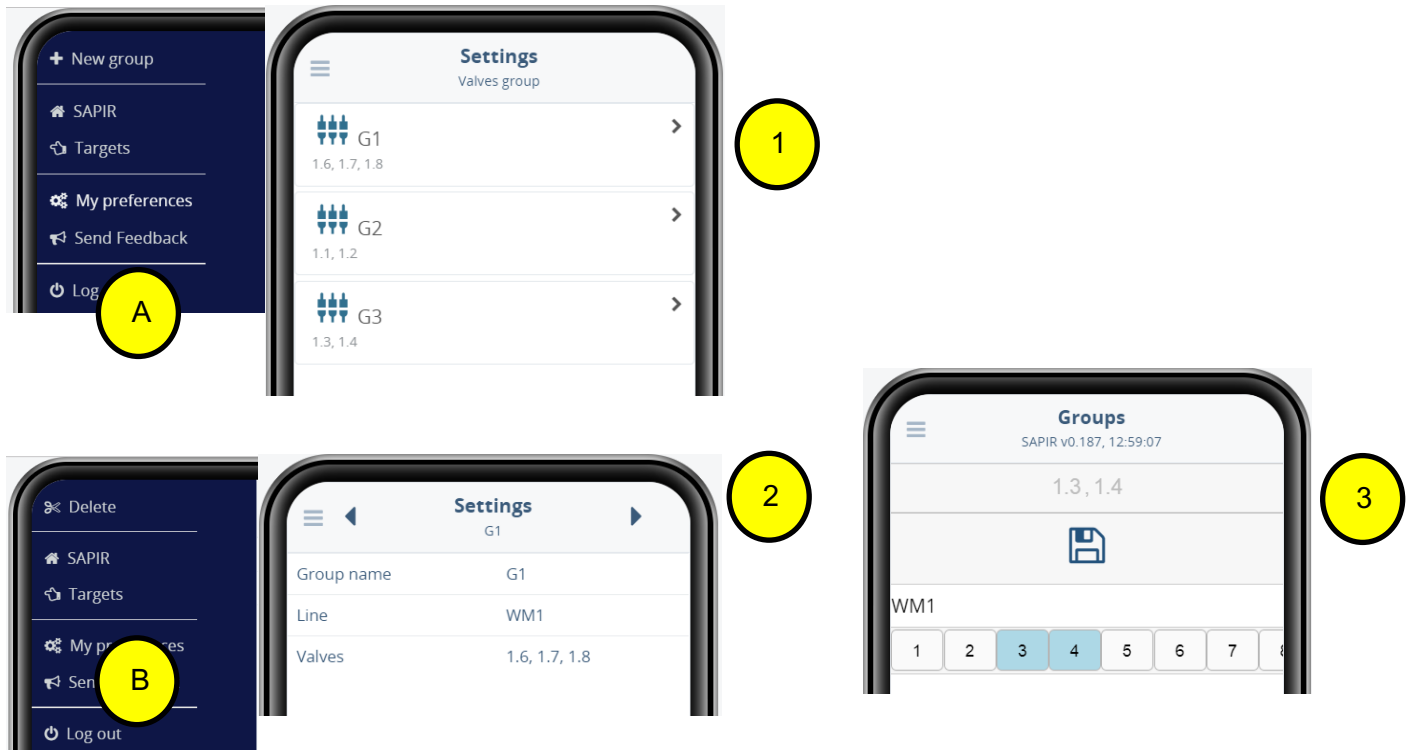 New group
SAPIR
Targets
My preferences
Send Feedback
Log
A
Settings
Valves group
G1
1.6, 1.7, 1.8
G2
1.1, 1.2
G3
1.3, 1.4
1
Delete
SAPIR
Targets
My
Log out
B
Settings
G1
Group name G1
Line WM1
Valves 1.6, 1.7, 1.8
2
Groups
SAPIR v0.187, 12:59:07
1.3 , 1.4
WM1
1 2 3 4 5 6 7
3